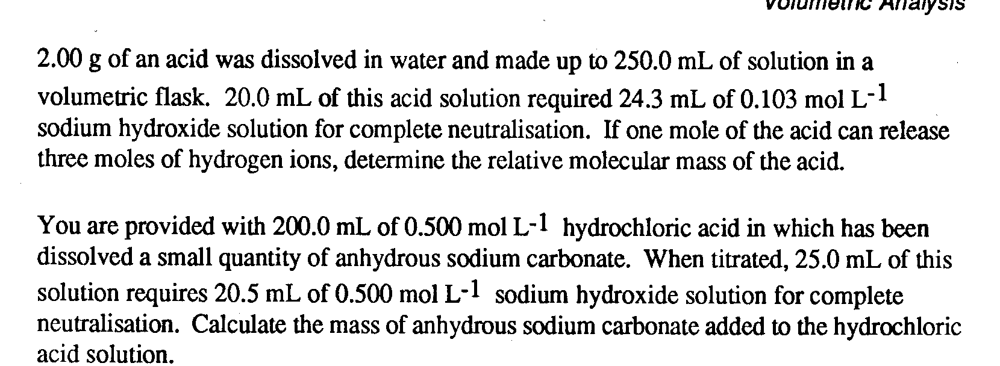 Volumetric Analysis
2.00 g of an acid was dissolved in water and made up to 250.0 mL of solution in a
volumetric flask. 20.0 mL of this acid solution required 24.3 mL of 0.103 mol L-1
sodium hydroxide solution for complete neutralisation. If one mole of the acid can release
three moles of hydrogen ions, determine the relative molecular mass of the acid.
You are provided with 200.0 mL of 0.500 mol L-1 hydrochloric acid in which has been
dissolved a small quantity of anhydrous sodium carbonate. When titrated, 25.0 mL of this
solution requires 20.5 mL of 0.500 mol L-1 sodium hydroxide solution for complete
neutralisation. Calculate the mass of anhydrous sodium carbonate added to the hydrochloric
acid solution.